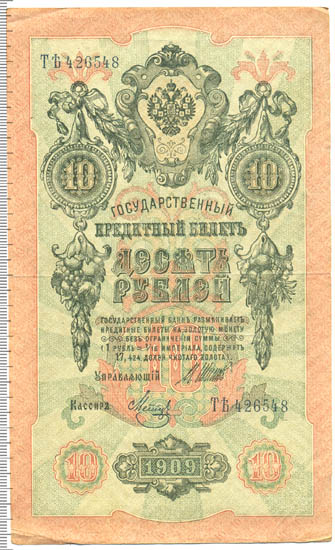 ТѢ 426548
10 10
ГОСУДАРСТВЕННЫЙ
КРЕДИТНЫЙ БИЛЕТЪ
ДЕСЯТЬ
РУБЛЕЙ
ГОСУДАРСТВЕННЫЙ БАНКЪ РАЗМѢНИВАЕТЪ
КРЕДИТНЫЕ БИЛЕТЫ НА ЗОЛОТУЮ МОНЕТУ
БЕЗЪ ОГРАНИЧЕНІЯ СУММЫ
(1 РУБЛЬ = 1/15 ИМПЕРІАЛА, СОДЕРЖИТЪ
17,424 ДОЛЕЙ ЧИСТАГО ЗОЛОТА).
Управляющій
Кассиръ
ТѢ 426548
10 1909 10